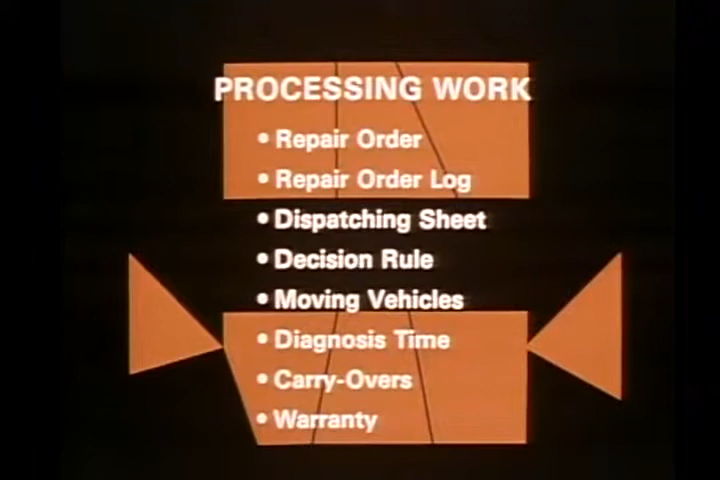 PROCESSING WORK
• Repair Order
• Repair Order Log
• Dispatching Sheet
• Decision Rule
• Moving Vehicles
• Diagnosis Time
• Carry-Overs
• Warranty